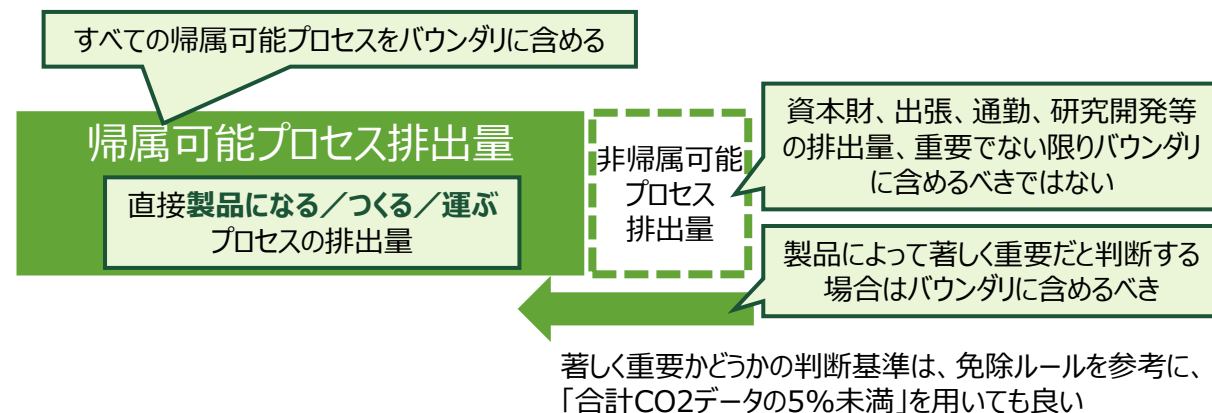 すべての帰属可能プロセスをバウンダリに含める
帰属可能プロセス排出量
直接製品になる／つくる／運ぶ
プロセスの排出量
非帰属可能
プロセス
排出量
資本財、出張、通勤、研究開発等
の排出量、重要でない限りバウンダリ
に含めるべきではない
製品によって著しく重要だと判断する
場合はバウンダリに含めるべき
著しく重要かどうかの判断基準は、免除ルールを参考に、
「合計CO2データの5%未満」を用いても良い